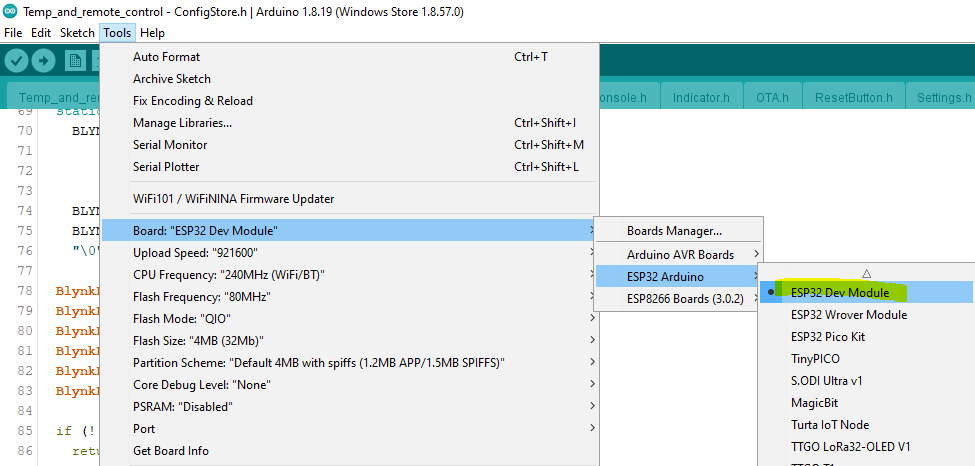 Temp_and_remote_control - ConfigStore.h | Arduino 1.8.19 (Windows Store 1.8.57.0)
File Edit Sketch Tools Help
Auto Format Ctrl+T
Archive Sketch
Fix Encoding & Reload
Manage Libraries... Ctrl+Shift+I
Serial Monitor Ctrl+Shift+M
Serial Plotter Ctrl+Shift+L
WiFi101 / WiFiNINA Firmware Updater
Board: "ESP32 Dev Module"
Upload Speed: "921600"
CPU Frequency: "240MHz (WiFi/BT)"
Flash Frequency: "80MHz"
Flash Mode: "QIO"
Flash Size: "4MB (32Mb)"
Partition Scheme: "Default 4MB with spiffs (1.2MB APP/1.5MB SPIFFS)"
Core Debug Level: "None"
PSRAM: "Disabled"
Port
Get Board Info
Temp_and_re
onsole.h Indicator.h OTA.h ResetButton.h Settings.h
69 stati
70 BLYN
71
72
73
74 BLYN
75 BLYN
76 "\0"
77
78 Blynk
79 Blynk
80 Blynk
81 Blynk
82 Blynk
83 Blynk
84
85 if (!
86 ret
Boards Manager...
Arduino AVR Boards
ESP32 Arduino
ESP8266 Boards (3.0.2)
ESP32 Dev Module
ESP32 Wrover Module
ESP32 Pico Kit
TinyPICO
S.ODI Ultra v1
MagicBit
Turta IoT Node
TTGO LoRa32-OLED V1